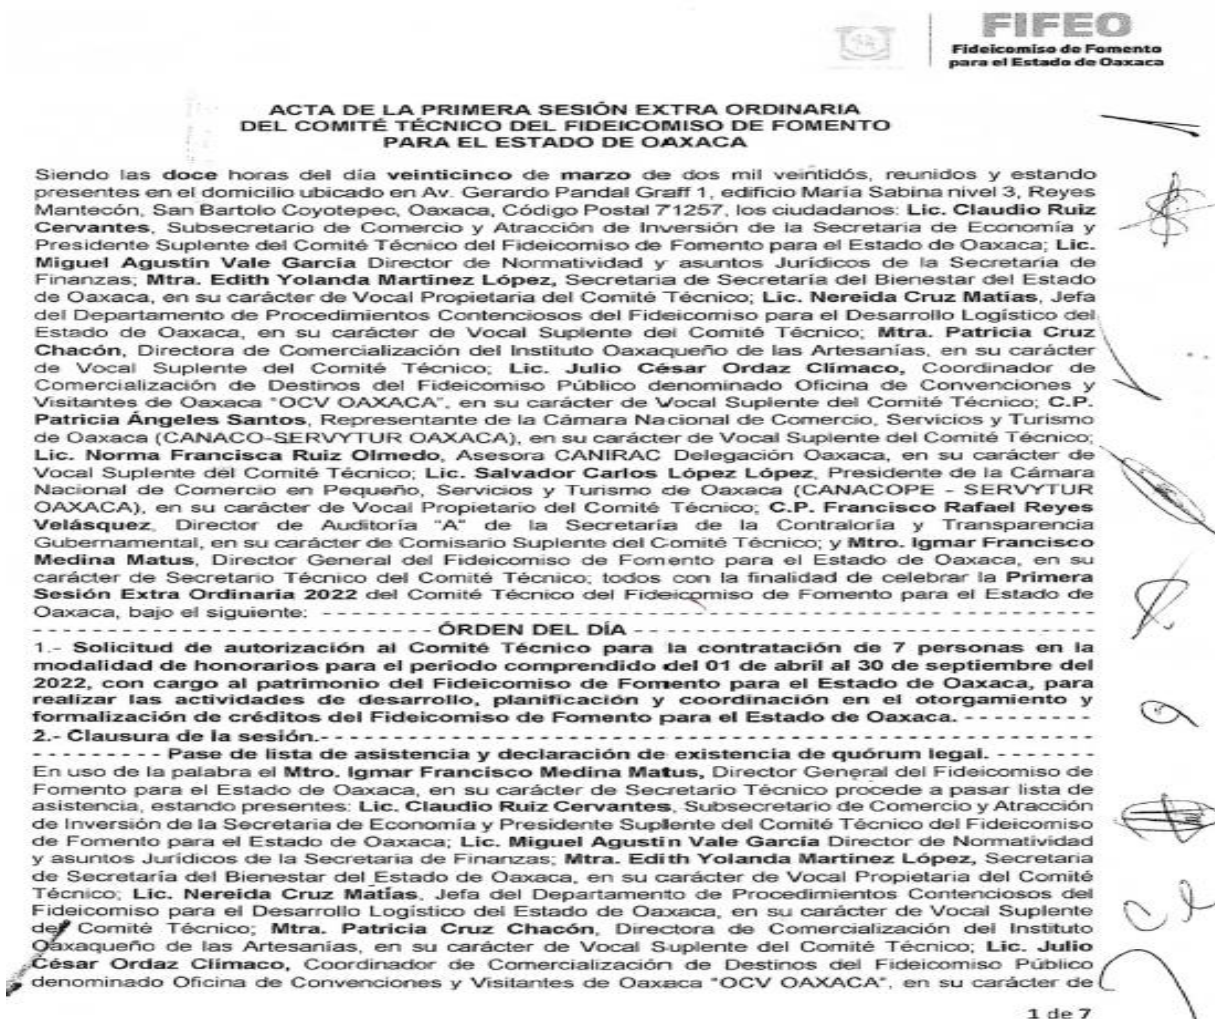 FIFEO
Fideicomiso de Fomento
para el Estado de Oaxaca
ACTA DE LA PRIMERA SESIÓN EXTRA ORDINARIA
DEL COMITÉ TÉCNICO DEL FIDEICOMISO DE FOMENTO
PARA EL ESTADO DE OAXACA
Siendo las doce horas del día veinticinco de marzo de dos mil veintidós, reunidos y estando
presentes en el domicilio ubicado en Av. Gerardo Pandal Graff 1, edificio María Sabina nivel 3, Reyes
Mantecón, San Bartolo Coyotepec, Oaxaca, Código Postal 71257, los ciudadanos: Lic. Claudio Ruiz
Cervantes, Subsecretario de Comercio y Atracción de Inversión de la Secretaria de Economía y
Presidente Suplente del Comité Técnico del Fideicomiso de Fomento para el Estado de Oaxaca; Lic.
Miguel Agustín Vale García Director de Normatividad y asuntos Jurídicos de la Secretaría de
Finanzas; Mtra. Edith Yolanda Martínez López, Secretaria de Secretaría del Bienestar del Estado
de Oaxaca, en su carácter de Vocal Propietaria del Comité Técnico; Lic. Nereida Cruz Matías, Jefa
del Departamento de Procedimientos Contenciosos del Fideicomiso para el Desarrollo Logístico del
Estado de Oaxaca, en su carácter de Vocal Suplente del Comité Técnico; Mtra. Patricia Cruz
Chacón, Directora de Comercialización del Instituto Oaxaqueño de las Artesanías, en su carácter
de Vocal Suplente del Comité Técnico; Lic. Julio César Ordaz Clímaco, Coordinador de
Comercialización de Destinos del Fideicomiso Público denominado Oficina de Convenciones y
Visitantes de Oaxaca "OCV OAXACA", en su carácter de Vocal Suplente del Comité Técnico; C.P.
Patricia Ángeles Santos, Representante de la Cámara Nacional de Comercio, Servicios y Turismo
de Oaxaca (CANACO-SERVYTUR OAXACA), en su carácter de Vocal Suplente del Comité Técnico;
Lic. Norma Francisca Ruiz Olmedo, Asesora CANIRAC Delegación Oaxaca, en su carácter de
Vocal Suplente del Comité Técnico; Lic. Salvador Carlos López López, Presidente de la Cámara
Nacional de Comercio en Pequeño, Servicios y Turismo de Oaxaca (CANACOPE - SERVYTUR
OAXACA), en su carácter de Vocal Propietario del Comité Técnico; C.P. Francisco Rafael Reyes
Velásquez, Director de Auditoría "A" de la Secretaría de la Contraloría y Transparencia
Gubernamental, en su carácter de Comisario Suplente del Comité Técnico; y Mtro. Igmar Francisco
Medina Matus, Director General del Fideicomiso de Fomento para el Estado de Oaxaca, en su
carácter de Secretario Técnico del Comité Técnico; todos con la finalidad de celebrar la Primera
Sesión Extra Ordinaria 2022 del Comité Técnico del Fideicomiso de Fomento para el Estado de
Oaxaca, bajo el siguiente: - - - - - - - - - - - - - - - - - - - - - - - - - - - - - - - - - - - - - - - - - - - - - - - - - - - - - - -
- - - - - - - - - - - - - - - - - - - - - - - - - - - - - - ÓRDEN DEL DÍA - - - - - - - - - - - - - - - - - - - - - - - - - - - - - - - - - -
1.- Solicitud de autorización al Comité Técnico para la contratación de 7 personas en la
modalidad de honorarios para el periodo comprendido del 01 de abril al 30 de septiembre del
2022, con cargo al patrimonio del Fideicomiso de Fomento para el Estado de Oaxaca, para
realizar las actividades de desarrollo, planificación y coordinación en el otorgamiento y
formalización de créditos del Fideicomiso de Fomento para el Estado de Oaxaca. - - - - - - - - - -
2.- Clausura de la sesión.- - - - - - - - - - - - - - - - - - - - - - - - - - - - - - - - - - - - - - - - - - - - - - - - - - - - - -
- - - - - - - - - Pase de lista de asistencia y declaración de existencia de quórum legal. - - - - - - -
En uso de la palabra el Mtro. Igmar Francisco Medina Matus, Director General del Fideicomiso de
Fomento para el Estado de Oaxaca, en su carácter de Secretario Técnico procede a pasar lista de
asistencia, estando presentes: Lic. Claudio Ruiz Cervantes, Subsecretario de Comercio y Atracción
de Inversión de la Secretaria de Economía y Presidente Suplente del Comité Técnico del Fideicomiso
de Fomento para el Estado de Oaxaca; Lic. Miguel Agustín Vale García Director de Normatividad
y asuntos Jurídicos de la Secretaria de Finanzas; Mtra. Edith Yolanda Martínez López, Secretaria
de Secretaría del Bienestar del Estado de Oaxaca, en su carácter de Vocal Propietaria del Comité
Técnico; Lic. Nereida Cruz Matías, Jefa del Departamento de Procedimientos Contenciosos del
Fideicomiso para el Desarrollo Logístico del Estado de Oaxaca, en su carácter de Vocal Suplente
del Comité Técnico; Mtra. Patricia Cruz Chacón, Directora de Comercialización del Instituto
Oaxaqueño de las Artesanías, en su carácter de Vocal Suplente del Comité Técnico; Lic. Julio
César Ordaz Clímaco, Coordinador de Comercialización de Destinos del Fideicomiso Público
denominado Oficina de Convenciones y Visitantes de Oaxaca "OCV OAXACA", en su carácter de
1 de 7